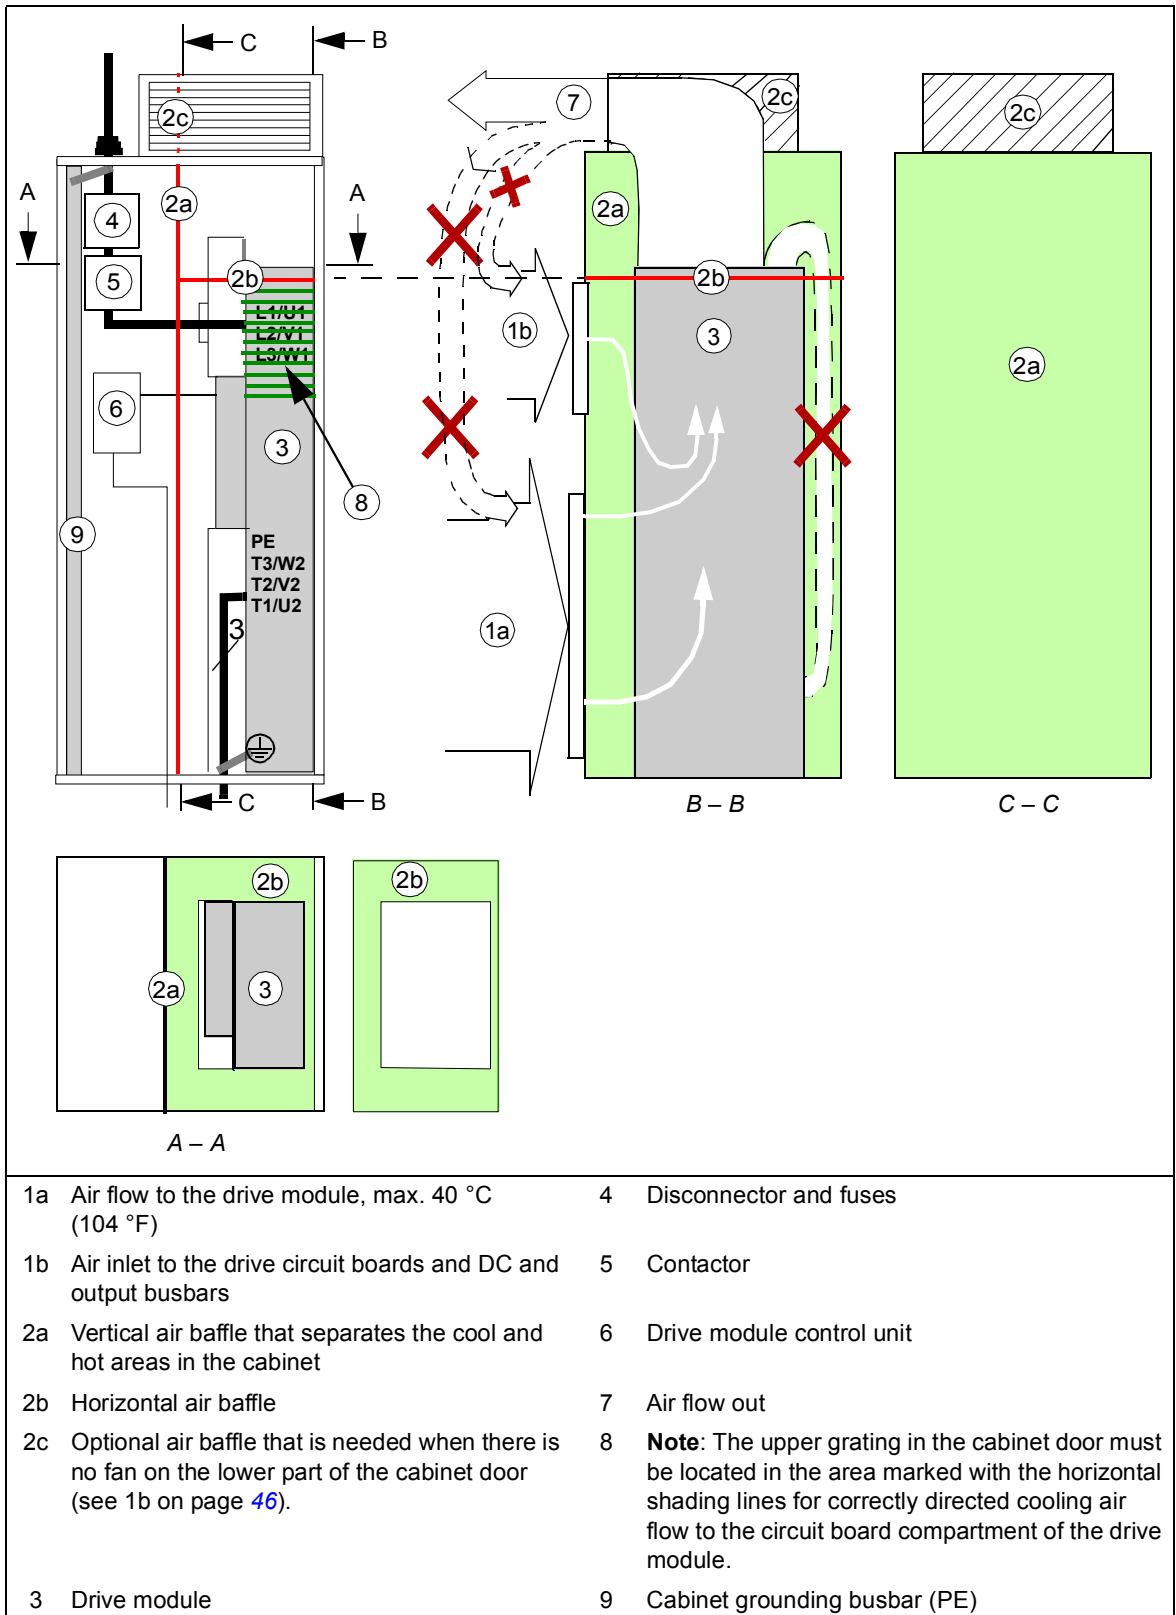 C
B
2c
7
2c
2c
A
A
4
2a
2a
5
2b
2b
L1/U1
L2/V1
L3/W1
1b
3
2a
6
3
8
9
PE
T3/W2
T2/V2
T1/U2
3
1a
C
B
B – B
C – C
2b
2b
2a
3
A – A
1a Air flow to the drive module, max. 40 °C
(104 °F)
4 Disconnector and fuses
1b Air inlet to the drive circuit boards and DC and
output busbars
5 Contactor
2a Vertical air baffle that separates the cool and
hot areas in the cabinet
6 Drive module control unit
2b Horizontal air baffle
7 Air flow out
2c Optional air baffle that is needed when there is
no fan on the lower part of the cabinet door
(see 1b on page 46).
8 Note: The upper grating in the cabinet door must
be located in the area marked with the horizontal
shading lines for correctly directed cooling air
flow to the circuit board compartment of the drive
module.
3 Drive module
9 Cabinet grounding busbar (PE)